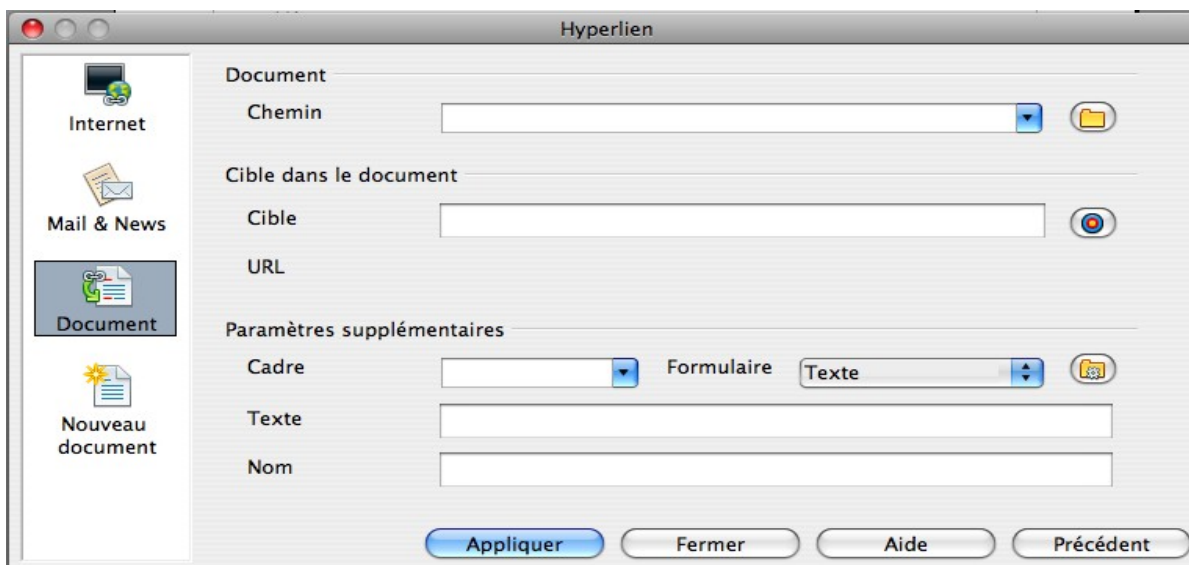 Hyperlien
Internet
Mail & News
Document
Nouveau
document
Document
Chemin
Cible dans le document
Cible
URL
Paramètres supplémentaires
Cadre
Formulaire
Texte
Texte
Nom
Appliquer
Fermer
Aide
Précédent